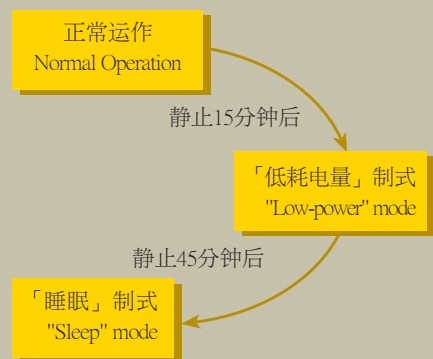 正常运作
Normal Operation
静止15分钟后
「低耗电量」制式
"Low-power" mode
静止45分钟后
「睡眠」制式
"Sleep" mode